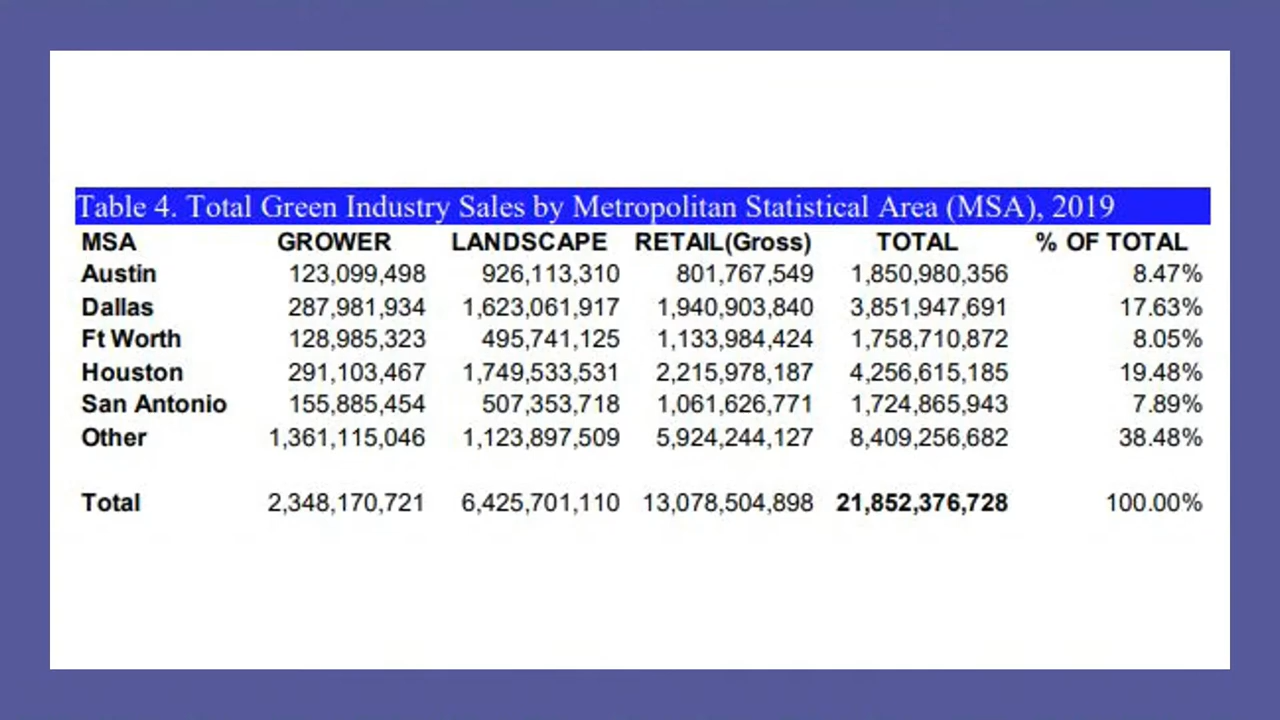 Table 4. Total Green Industry Sales by Metropolitan Statistical Area (MSA), 2019
MSA GROWER LANDSCAPE RETAIL(Gross) TOTAL % OF TOTAL
Austin 123,099,498 926,113,310 801,767,549 1,850,980,356 8.47%
Dallas 287,981,934 1,623,061,917 1,940,903,840 3,851,947,691 17.63%
Ft Worth 128,985,323 495,741,125 1,133,984,424 1,758,710,872 8.05%
Houston 291,103,467 1,749,533,531 2,215,978,187 4,256,615,185 19.48%
San Antonio 155,885,454 507,353,718 1,061,626,771 1,724,865,943 7.89%
Other 1,361,115,046 1,123,897,509 5,924,244,127 8,409,256,682 38.48%
Total 2,348,170,721 6,425,701,110 13,078,504,898 21,852,376,728 100.00%